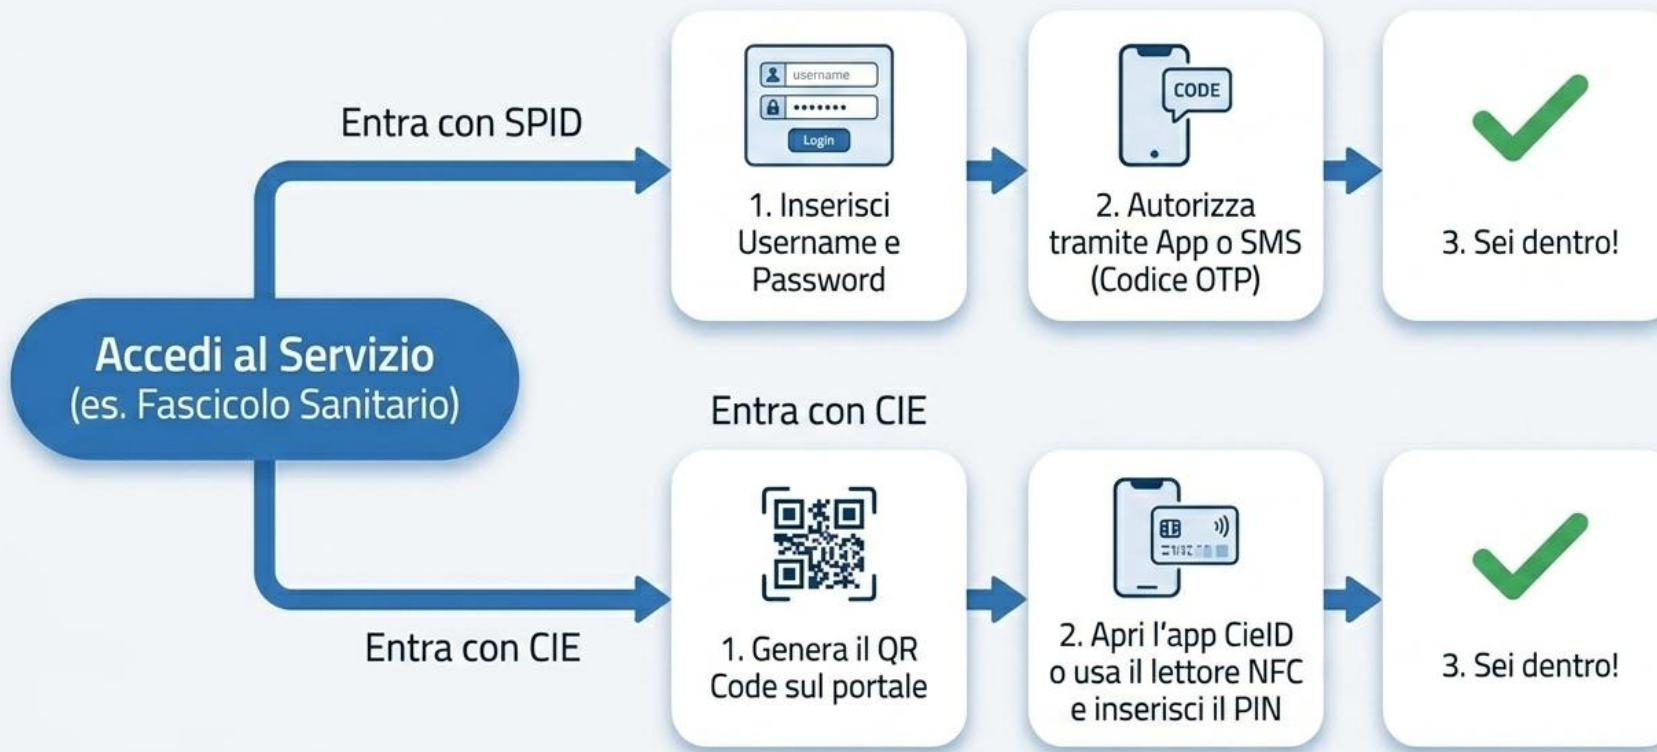 Entra con SPID
username
Login
1. Inserisci
Username e
Password
CODE
2. Autorizza
tramite App o SMS
(Codice OTP)
3. Sei dentro!
Accedi al Servizio
(es. Fascicolo Sanitario)
Entra con CIE
Entra con CIE
1. Genera il QR
Code sul portale
2. Apri l'app CieID
o usa il lettore NFC
e inserisci il PIN
3. Sei dentro!